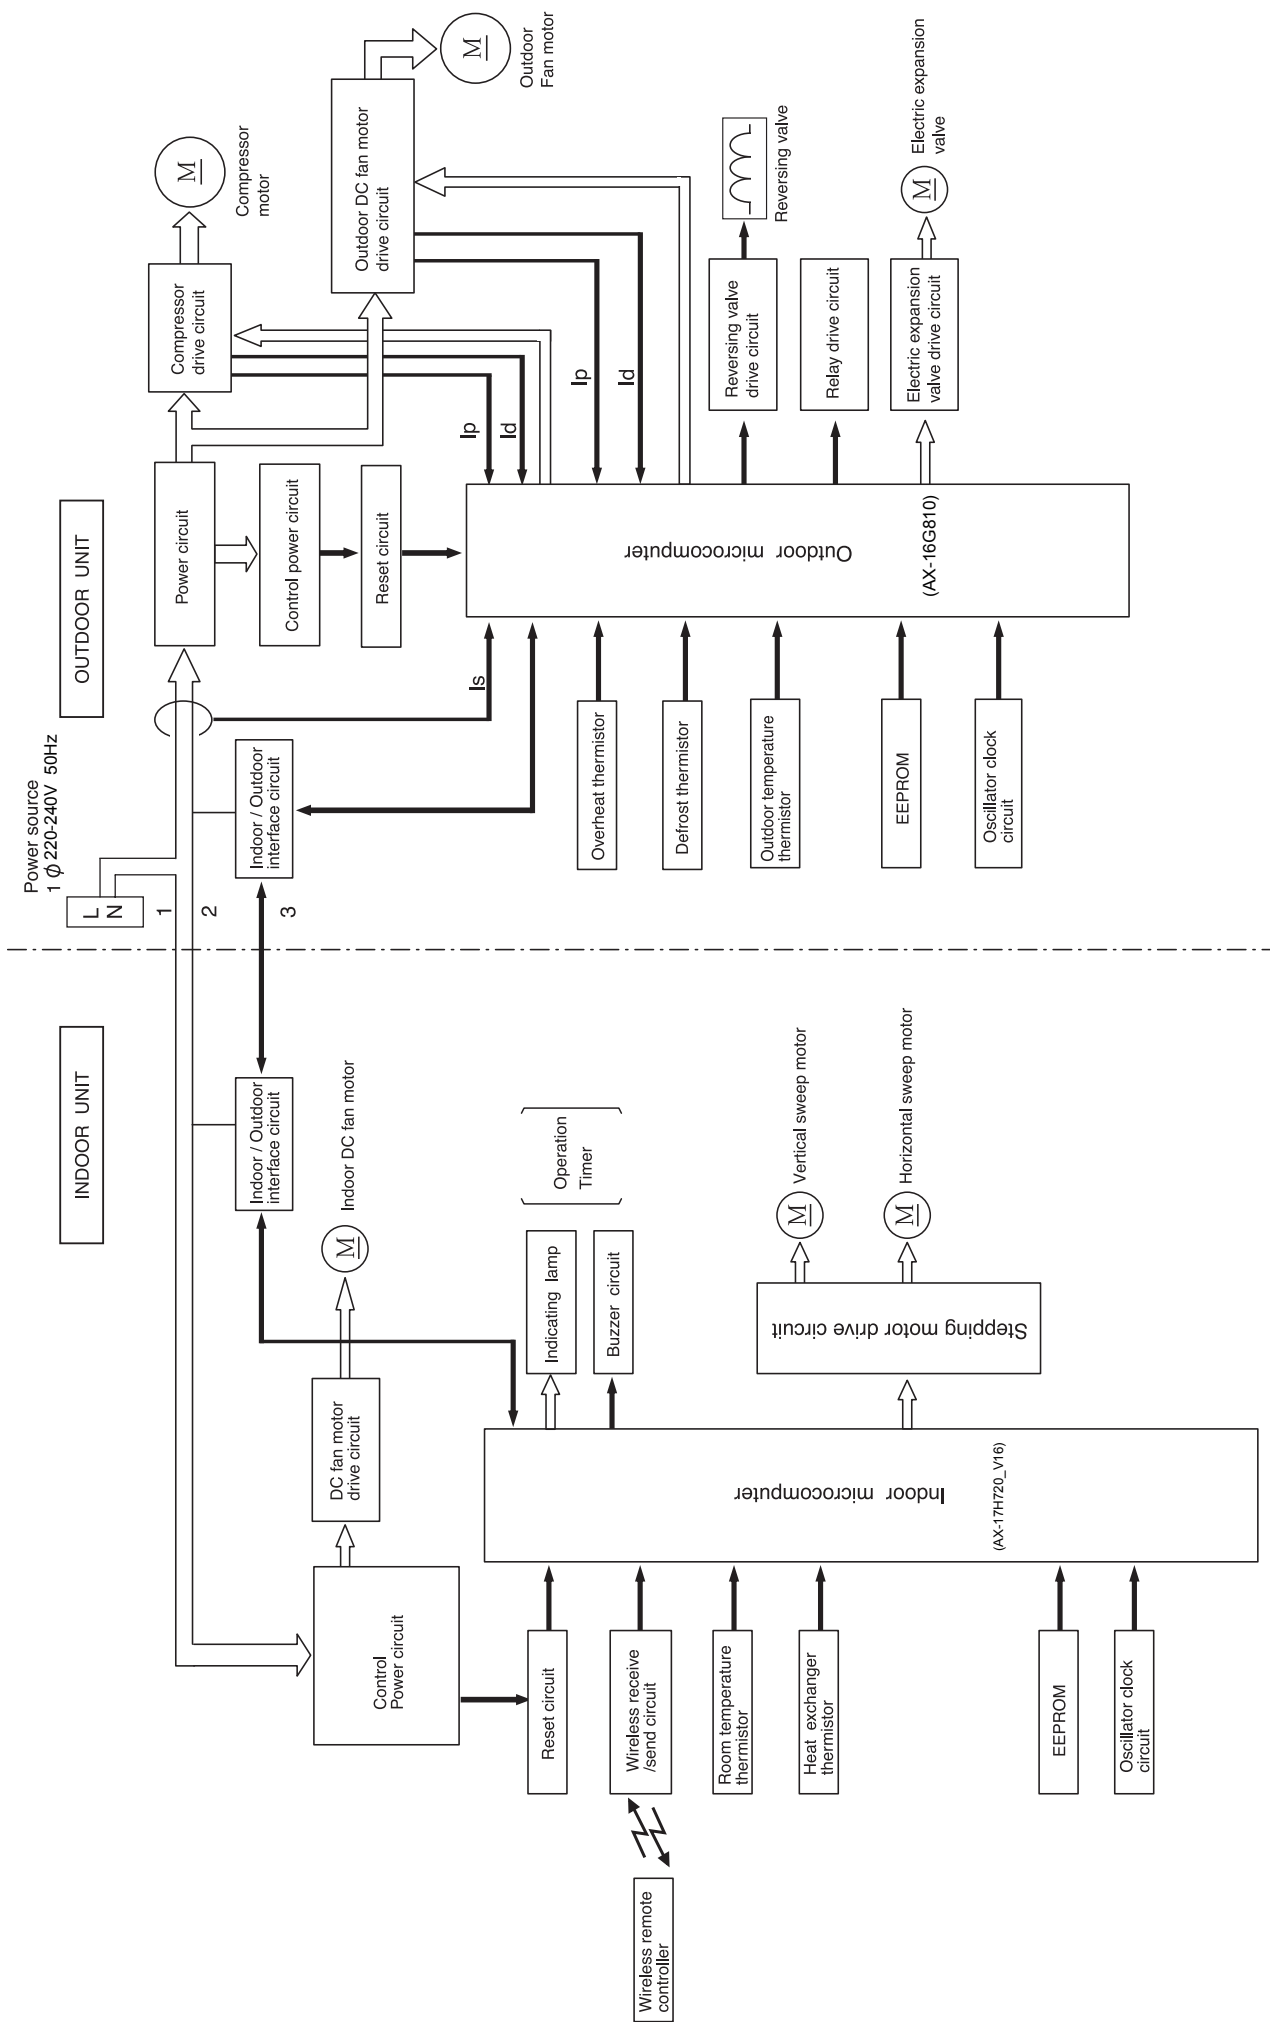 INDOOR UNIT
OUTDOOR UNIT
Power source
1 ϕ 220-240V 50Hz
L
N
1
2
3
Control
Power circuit
DC fan motor
drive circuit
M
Indoor DC fan motor
Indoor / Outdoor
interface circuit
Indoor / Outdoor
interface circuit
Wireless remote
controller
Reset circuit
Wireless receive
/send circuit
Room temperature
thermistor
Heat exchanger
thermistor
EEPROM
Oscillator clock
circuit
Indoor microcomputer
(AX-17H720_V16)
Indicating lamp
Buzzer circuit
Operation
Timer
Stepping motor drive circuit
M
Vertical sweep motor
M
Horizontal sweep motor
Power circuit
Control power circuit
Reset circuit
Is
Overheat thermistor
Defrost thermistor
Outdoor temperature
thermistor
EEPROM
Oscillator clock
circuit
Outdoor microcomputer
(AX-16G810)
Compressor
drive circuit
M
Compressor
motor
Outdoor DC fan motor
drive circuit
M
Outdoor
Fan motor
Ip
Id
Ip
Id
Reversing valve
drive circuit
Reversing valve
Relay drive circuit
Electric expansion
valve drive circuit
M
Electric expansion
valve